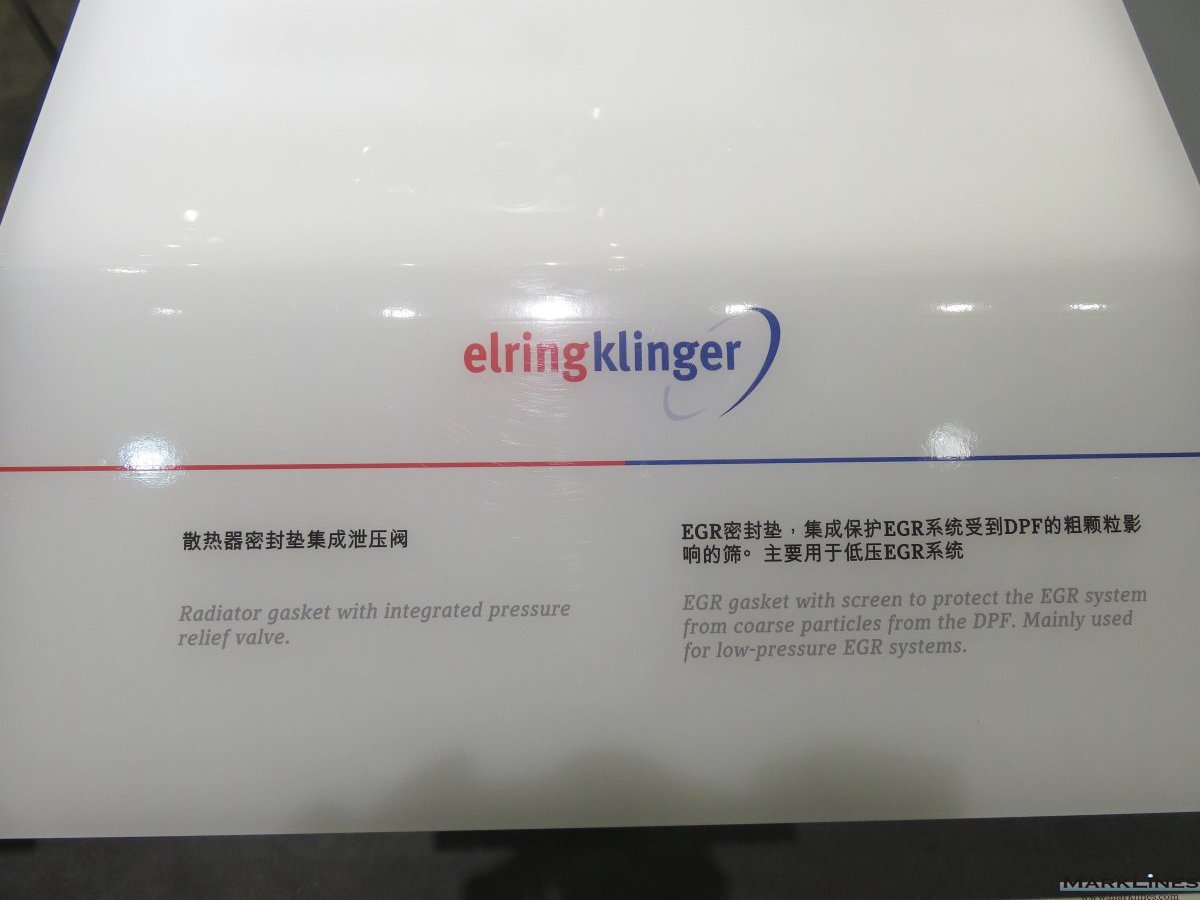 elringklinger
散热器密封垫集成泄压阀
Radiator gasket with integrated pressure
relief valve.
EGR密封垫，集成保护EGR系统受到DPF的粗颗粒影
响的筛。主要用于低压EGR系统
EGR gasket with screen to protect the EGR system
from coarse particles from the DPF. Mainly used
for low-pressure EGR systems.
MARKLINES
www.marklines.com